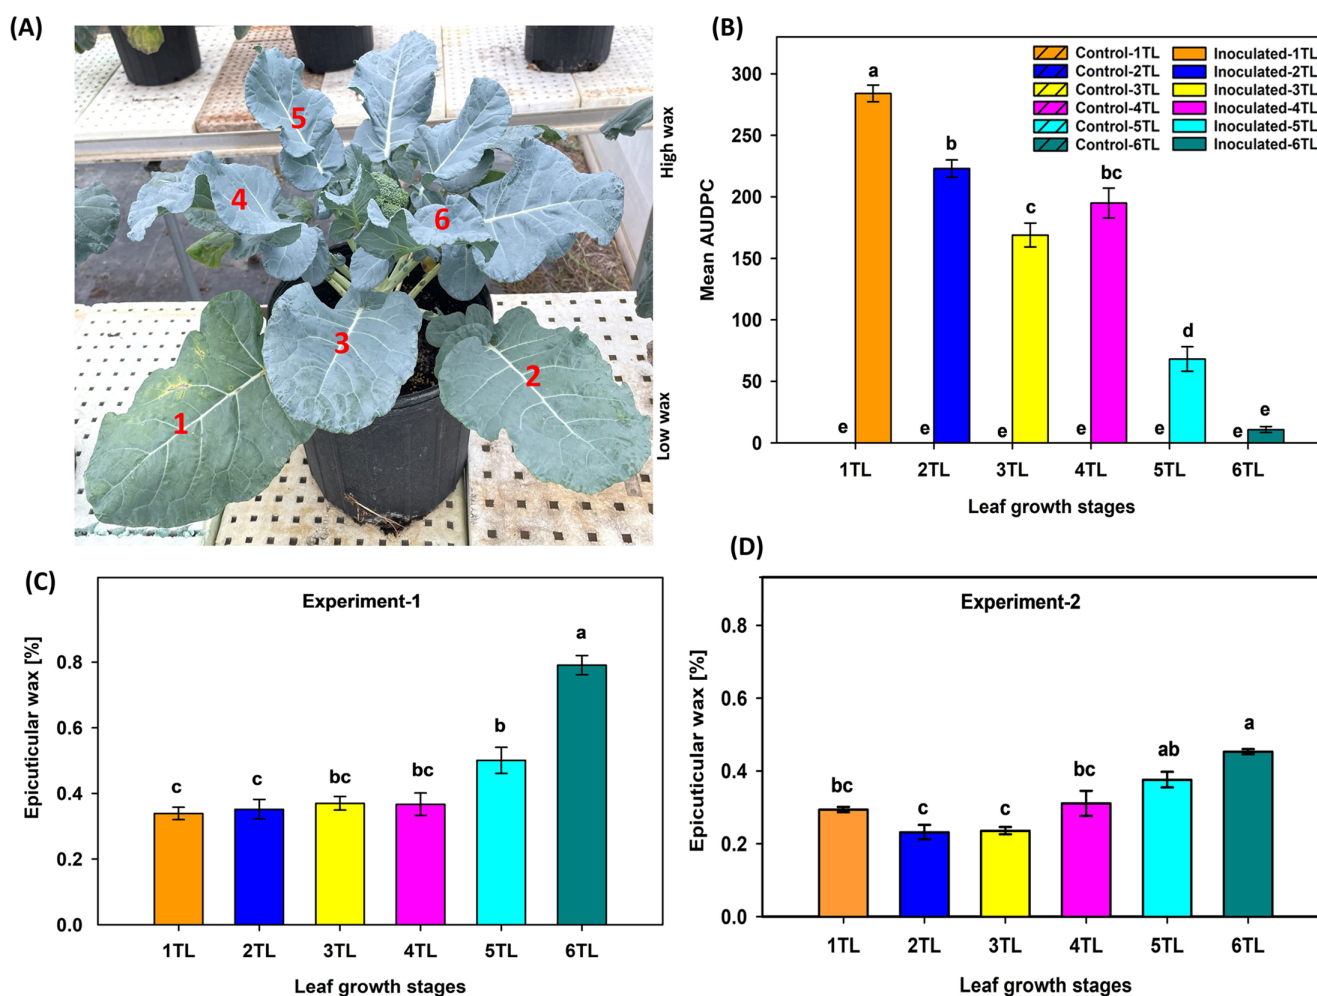 (A)
5
4
6
3
2
1
High wax
Low wax
(B)
Mean AUDPC
300
250
200
150
100
50
0
Control-1TL Inoculated-1TL
Control-2TL Inoculated-2TL
Control-3TL Inoculated-3TL
Control-4TL Inoculated-4TL
Control-5TL Inoculated-5TL
Control-6TL Inoculated-6TL
a
b
c
bc
d
e
e e e e e e
1TL 2TL 3TL 4TL 5TL 6TL
Leaf growth stages
(C)
Experiment-1
Epicuticular wax [%]
0.8
0.6
0.4
0.2
0.0
c c bc bc b a
1TL 2TL 3TL 4TL 5TL 6TL
Leaf growth stages
(D)
Experiment-2
Epicuticular wax [%]
0.8
0.6
0.4
0.2
0.0
bc c c bc ab a
1TL 2TL 3TL 4TL 5TL 6TL
Leaf growth stages